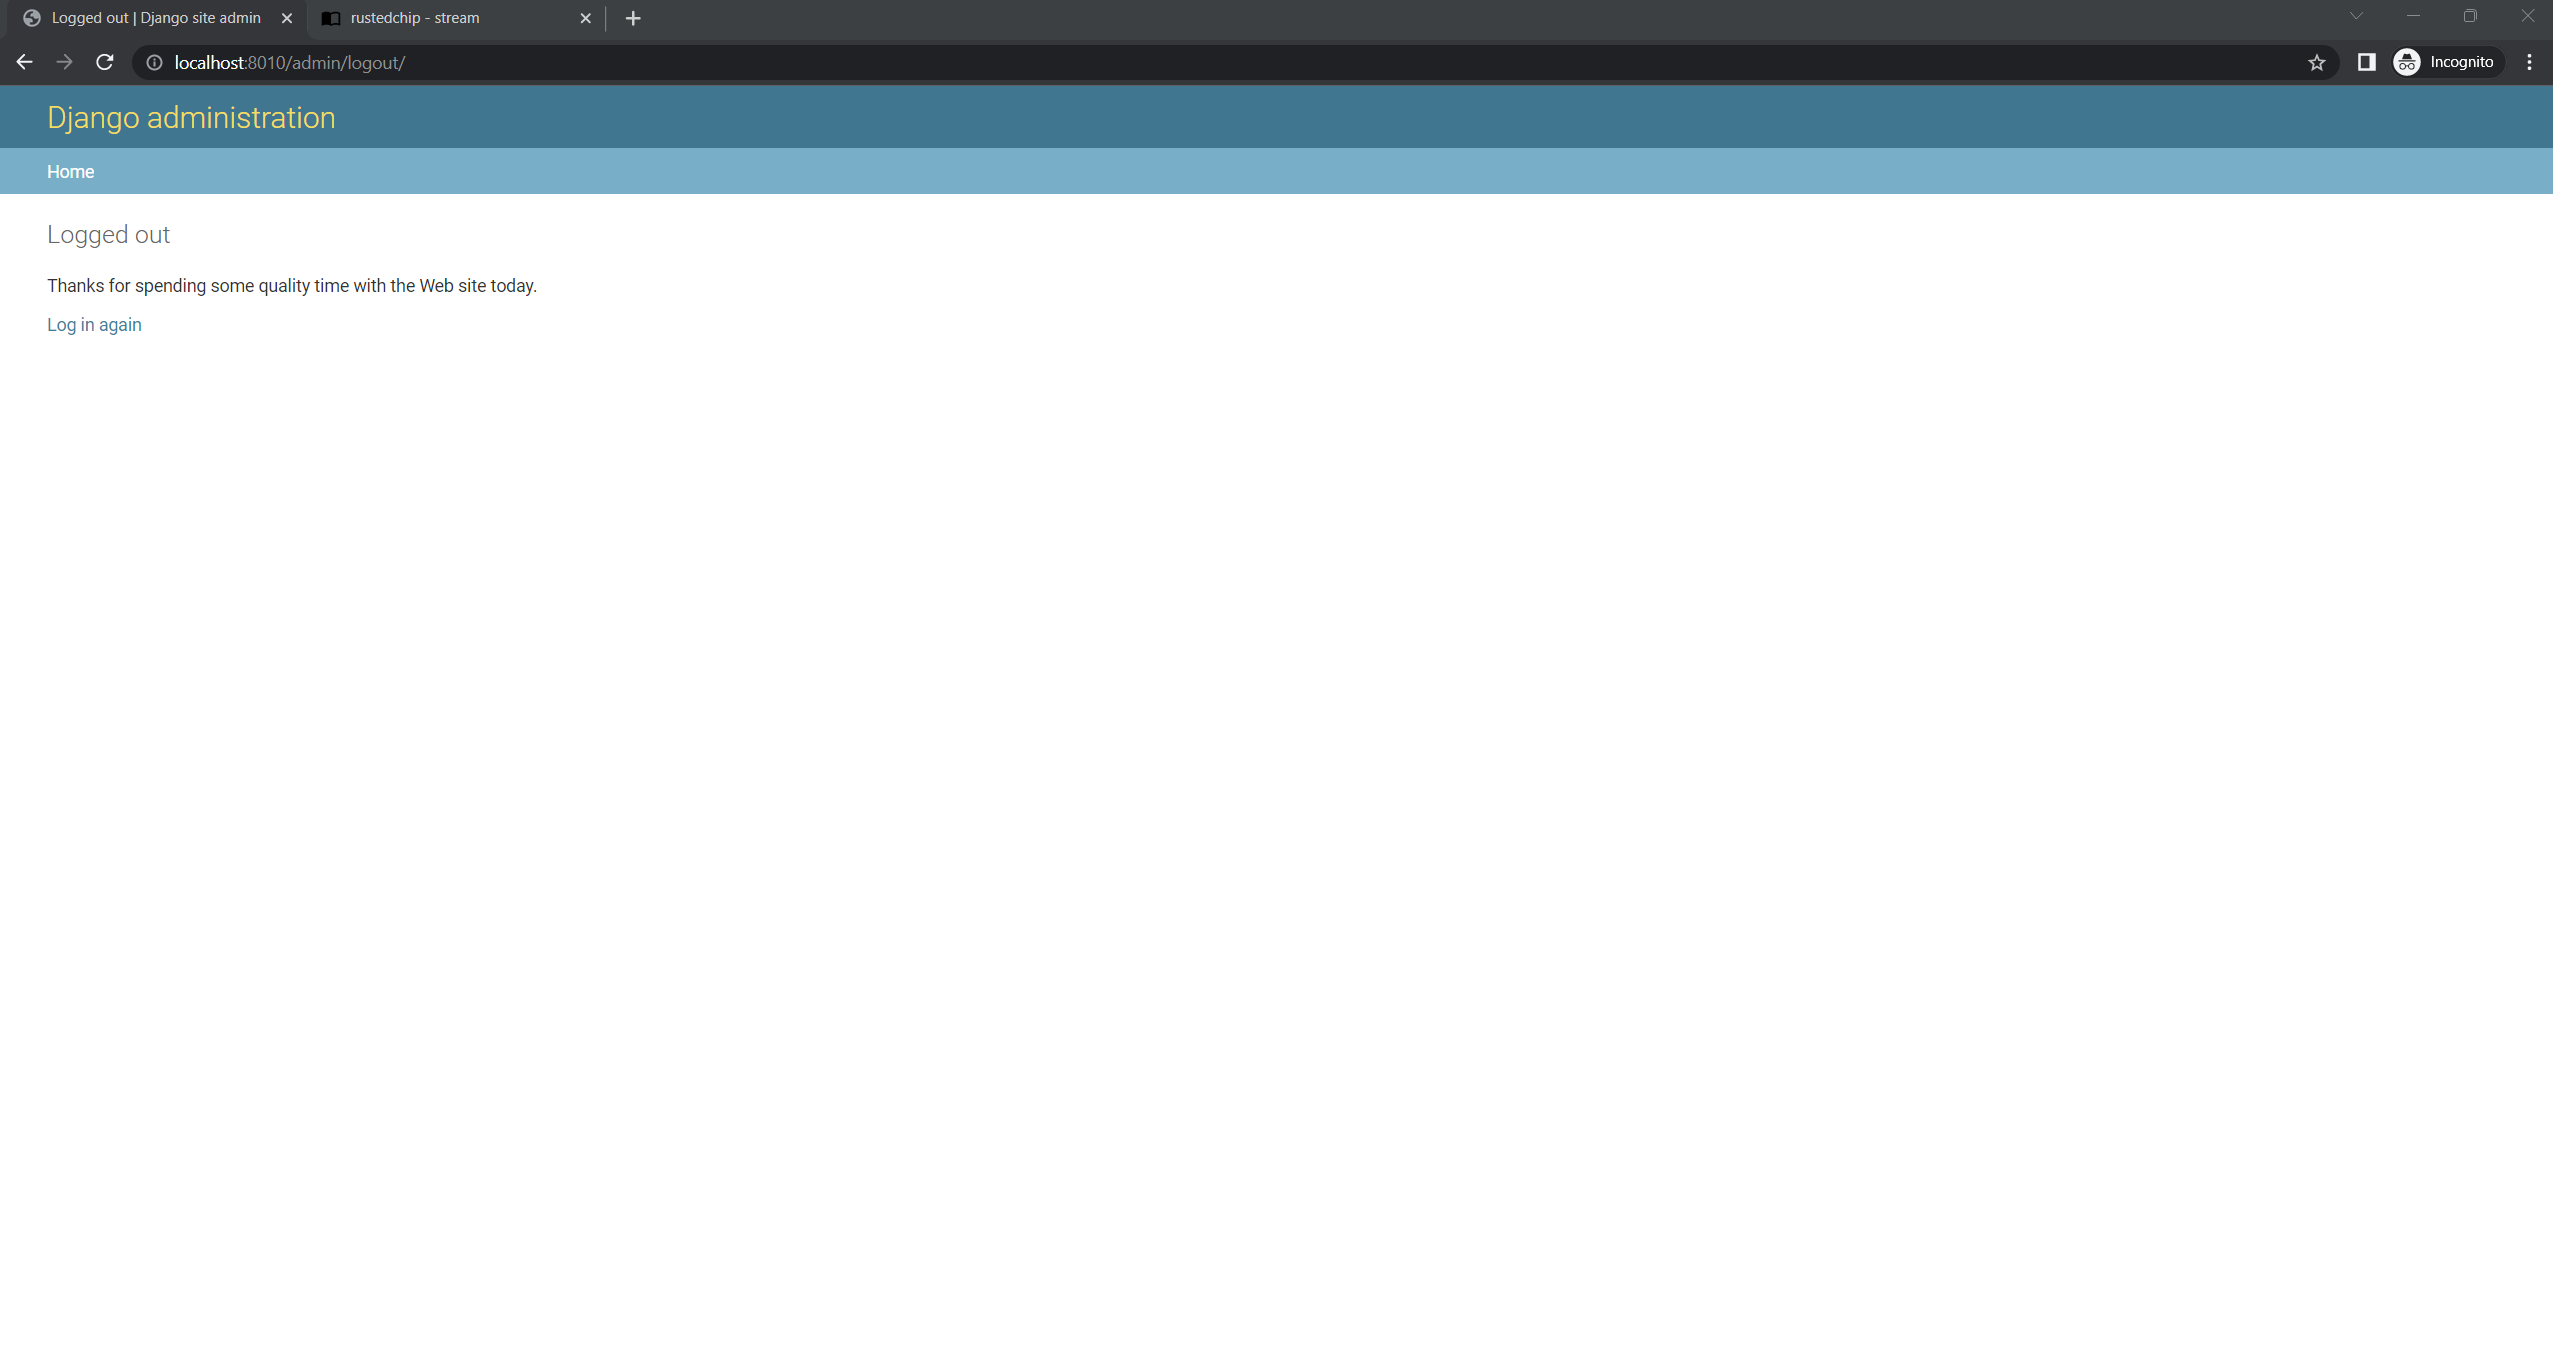 Logged out | Django site admin
rustedchip - stream
localhost:8010/admin/logout/
Incognito
Django administration
Home
Logged out
Thanks for spending some quality time with the Web site today.
Log in again